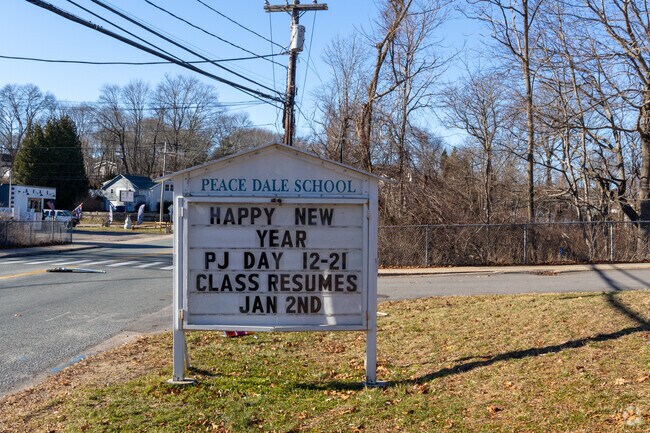 PEACE DALE SCHOOL
HAPPY NEW
YEAR
PJ DAY 12-21
CLASS RESUMES
JAN 2ND